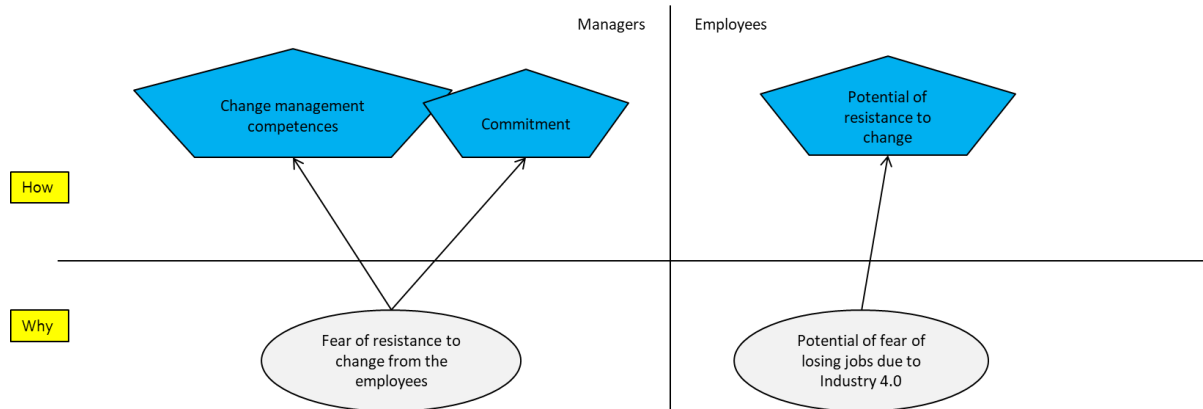 Managers
Employees
Change management
competences
Commitment
Potential of
resistance to
change
How
Why
Fear of resistance to
change from the
employees
Potential of fear of
losing jobs due to
Industry 4.0